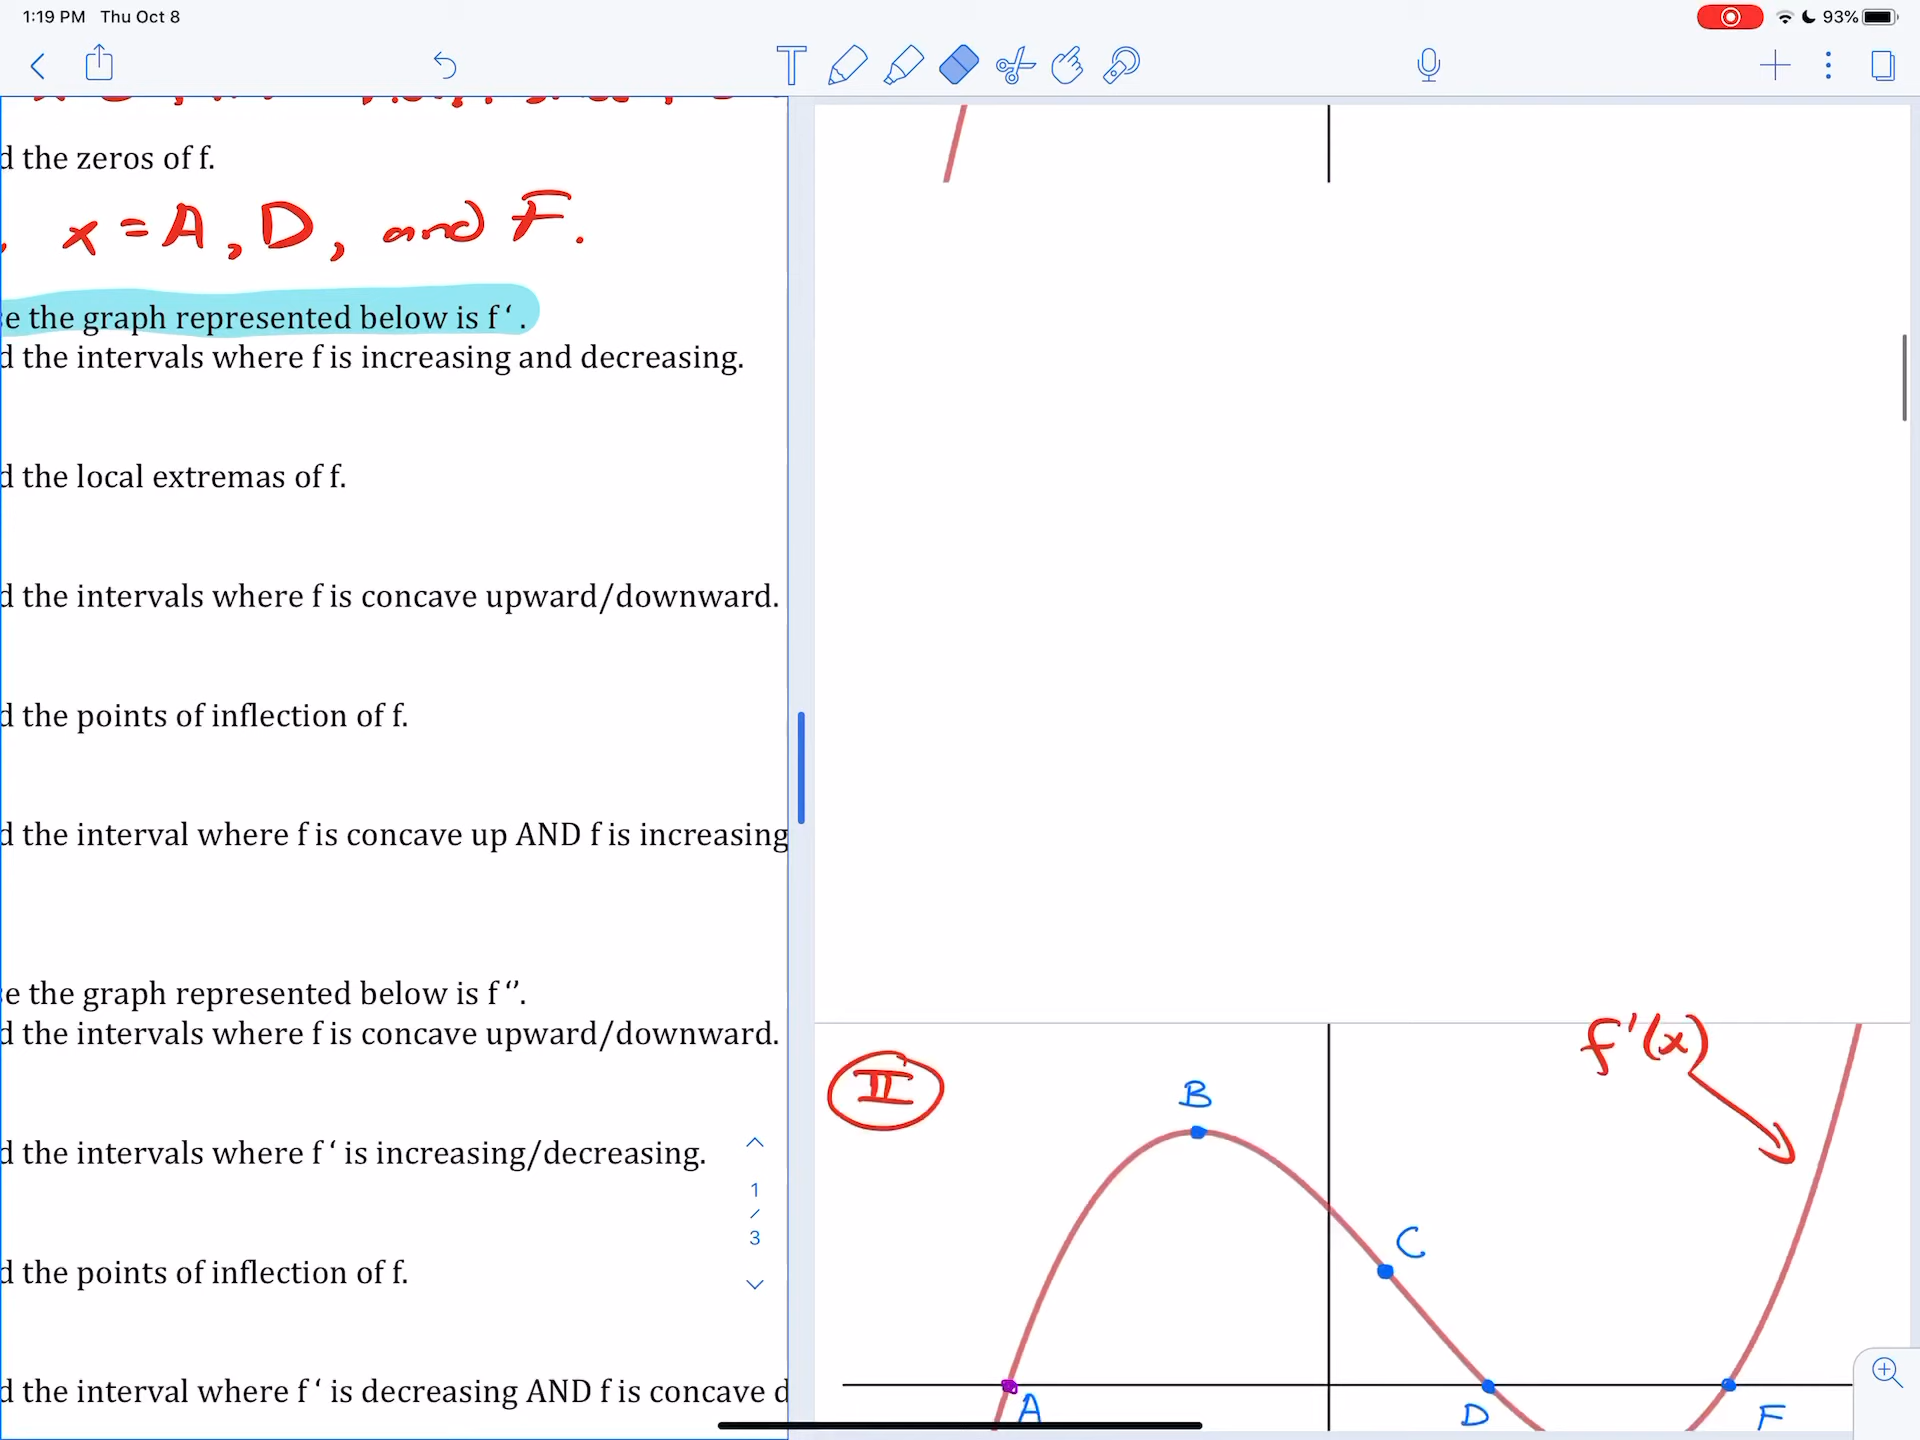 1:19 PM Thu Oct 8
93%
d the zeros of f.
x = A, D, and F.
e the graph represented below is f ‘ .
d the intervals where f is increasing and decreasing.
d the local extremas of f.
d the intervals where f is concave upward/downward.
d the points of inflection of f.
d the interval where f is concave up AND f is increasing
e the graph represented below is f ‘’.
d the intervals where f is concave upward/downward.
d the intervals where f ‘ is increasing/decreasing.
1
/
3
d the points of inflection of f.
d the interval where f ‘ is decreasing AND f is concave d
f'(x)
II
B
C
A
D
F